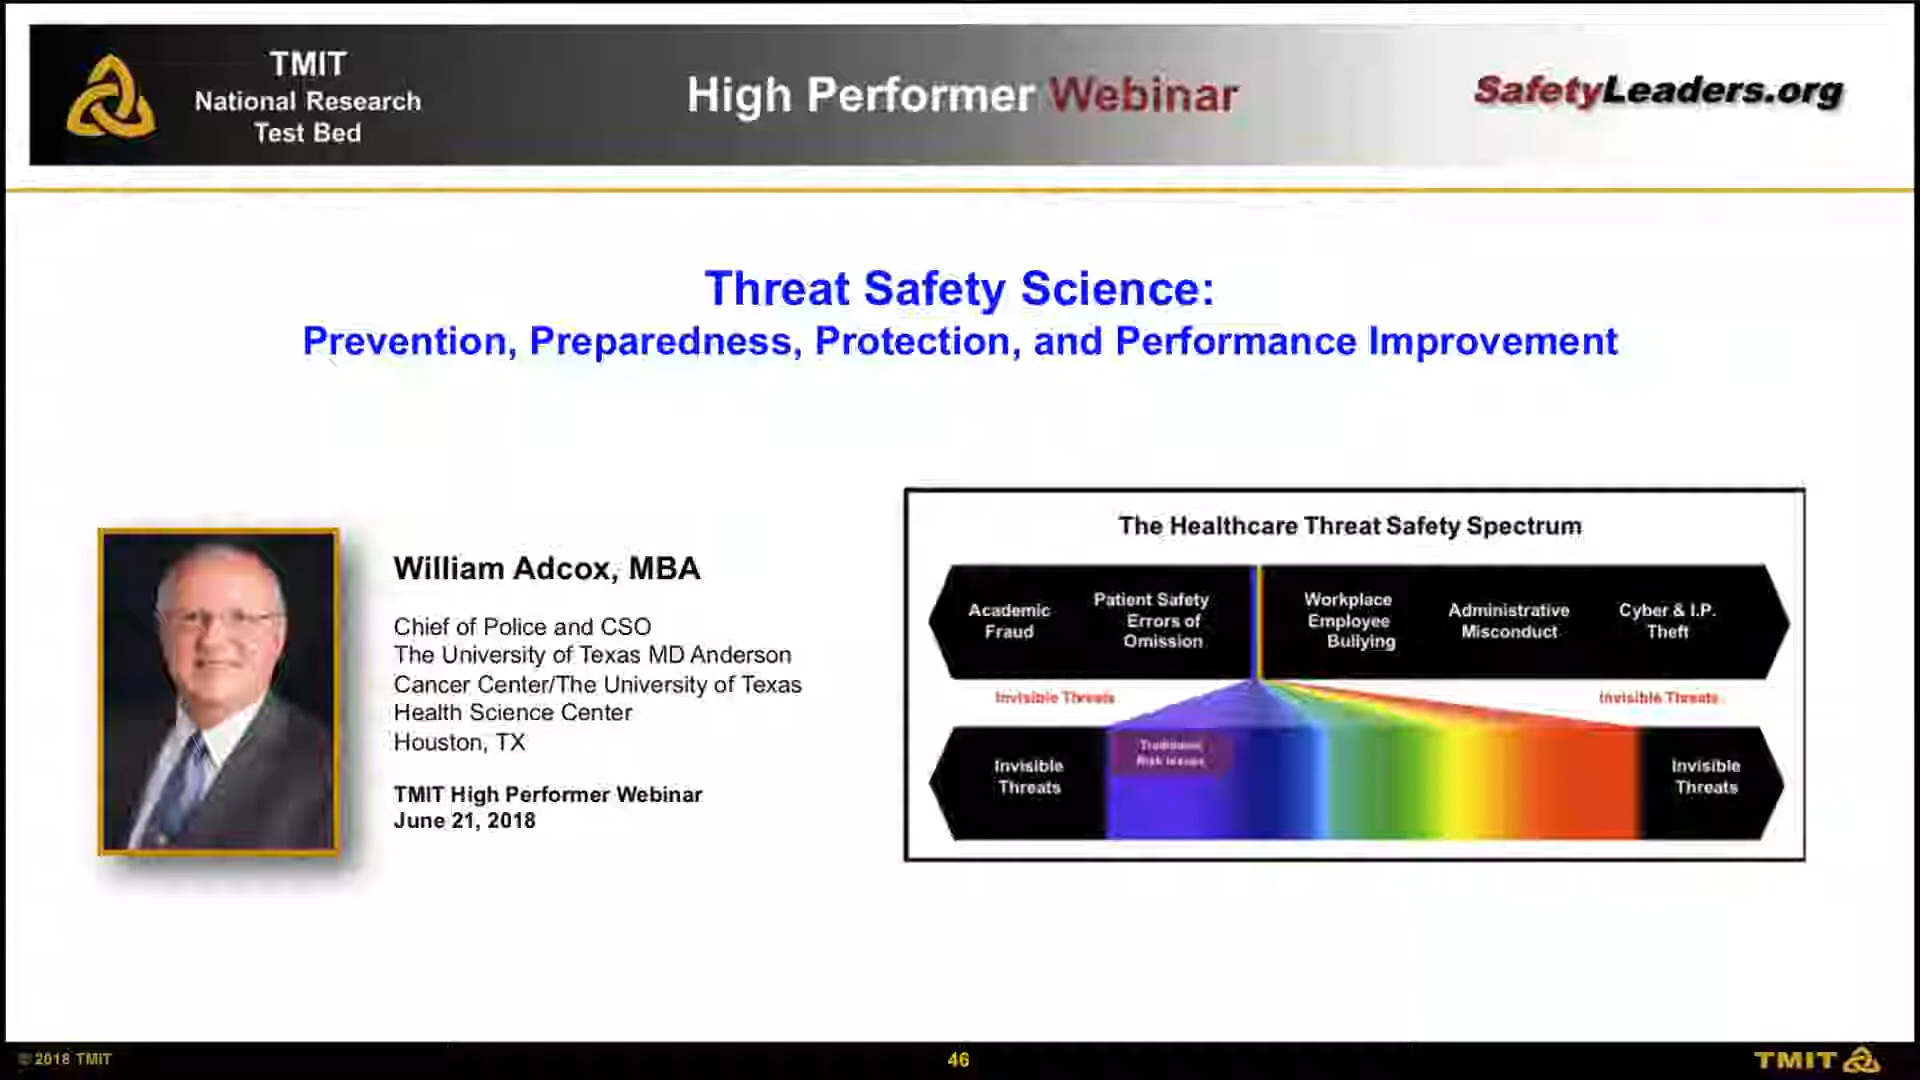 TMIT
National Research
Test Bed
High Performer Webinar
SafetyLeaders.org
Threat Safety Science:
Prevention, Preparedness, Protection, and Performance Improvement
William Adcox, MBA
Chief of Police and CSO
The University of Texas MD Anderson
Cancer Center/The University of Texas
Health Science Center
Houston, TX
TMIT High Performer Webinar
June 21, 2018
The Healthcare Threat Safety Spectrum
Academic
Fraud
Patient Safety
Errors of
Omission
Workplace
Employee
Bullying
Administrative
Misconduct
Cyber & I.P.
Theft
Invisible Threats
Invisible Threats
Invisible
Threats
Traditional
Risk Issues
Invisible
Threats
© 2018 TMIT
46
TMIT